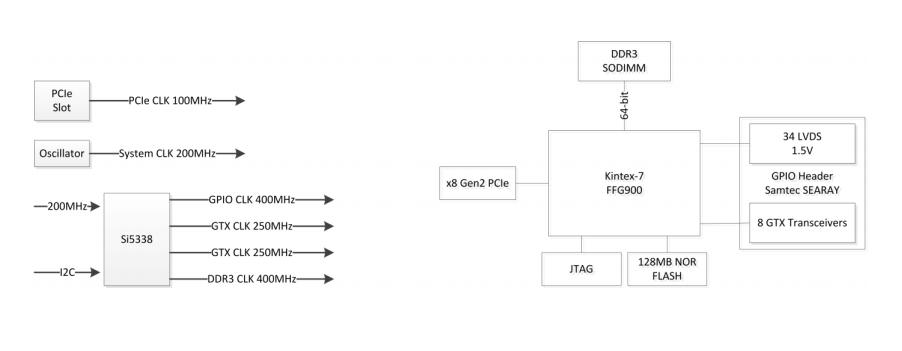 PCIe
Slot
PCIe CLK 100MHz
Oscillator
System CLK 200MHz
200MHz
I2C
Si5338
GPIO CLK 400MHz
GTX CLK 250MHz
GTX CLK 250MHz
DDR3 CLK 400MHz
DDR3
SODIMM
64-bit
x8 Gen2 PCIe
Kintex-7
FFG900
34 LVDS
1.5V
GPIO Header
Samtec SEARAY
8 GTX Transceivers
JTAG
128MB NOR
FLASH